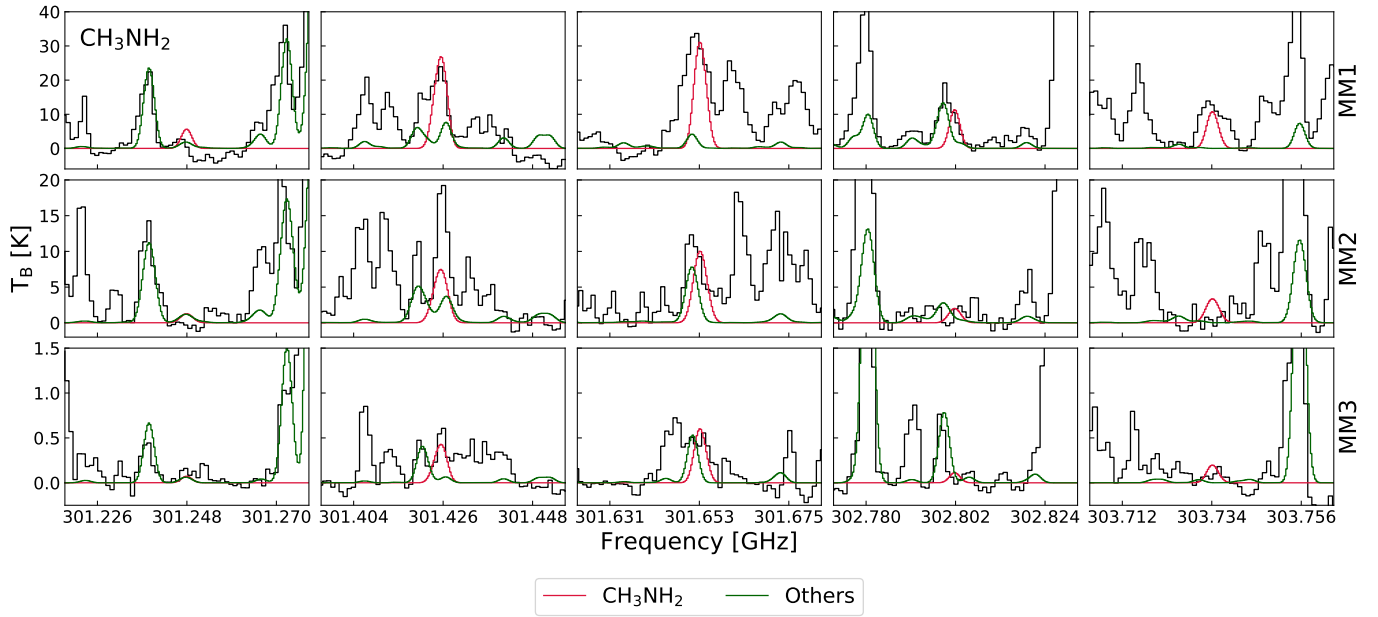 CH₃NH₂
40
30
20
10
0
MM1
20
15
10
5
0
MM2
T_B [K]
1.5
1.0
0.5
0.0
MM3
301.226 301.248 301.270 301.404 301.426 301.448 301.631 301.653 301.675 302.780 302.802 302.824 303.712 303.734 303.756
Frequency [GHz]
CH₃NH₂ Others